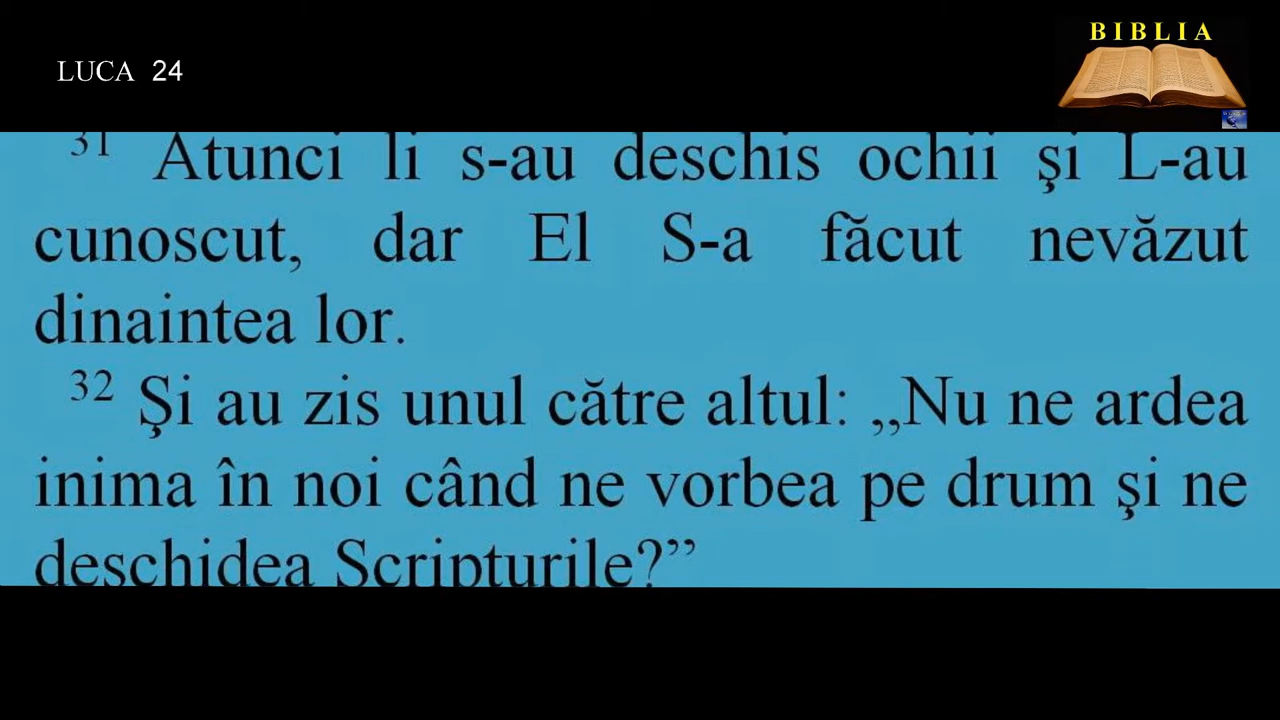 BIBLIA
LUCA 24
31 Atunci li s-au deschis ochii şi L-au
cunoscut, dar El S-a făcut nevăzut
dinaintea lor.
32 Şi au zis unul către altul: „Nu ne ardea
inima în noi când ne vorbea pe drum şi ne
deschidea Scripturile?”